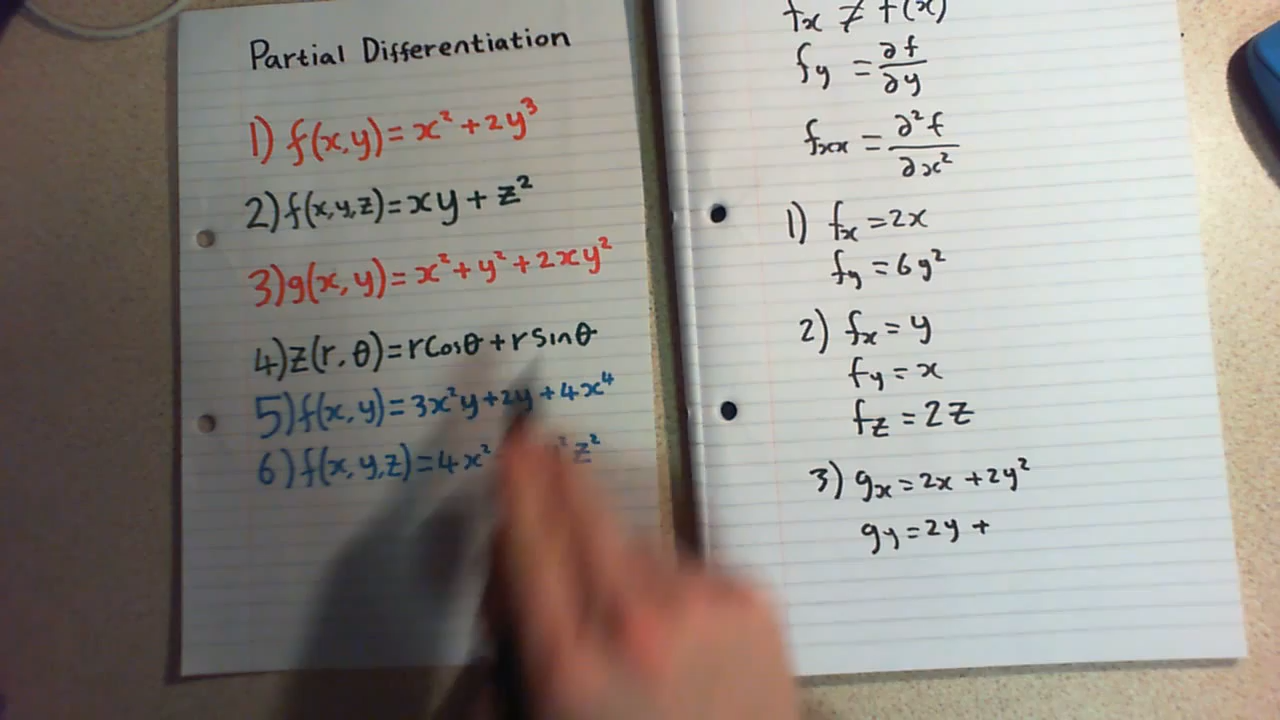 Partial Differentiation
1) f(x,y)=x²+2y³
2) f(x,y,z)=xy+z²
3) g(x,y)=x²+y²+2xy²
4) z(r,θ)=rCosθ+rSinθ
5) f(x,y)=3x²y+2y+4x⁴
6) f(x,y,z)=4x² z²
fx ≠ f(x)
fy = ∂f/∂y
fxx = ∂²f/∂x²
1) fx=2x
fy=6y²
2) fx=y
fy=x
fz=2z
3) gx=2x+2y²
gy=2y+